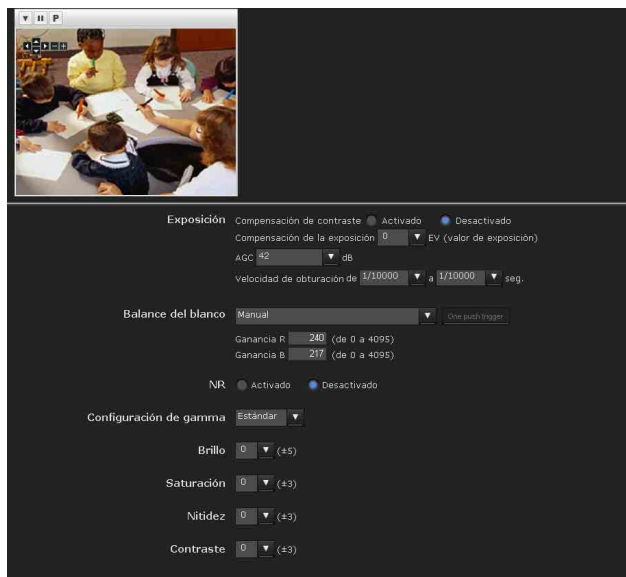 P
Exposición Compensación de contraste Activado Desactivado
Compensación de la exposición 0 EV (valor de exposición)
AGC 42 dB
Velocidad de obturación de 1/10000 a 1/10000 seg.
Balance del blanco Manual One push trigger
Ganancia R 240 (de 0 a 4095)
Ganancia B 217 (de 0 a 4095)
NR Activado Desactivado
Configuración de gamma Estándar
Brillo 0 (±5)
Saturación 0 (±3)
Nitidez 0 (±3)
Contraste 0 (±3)